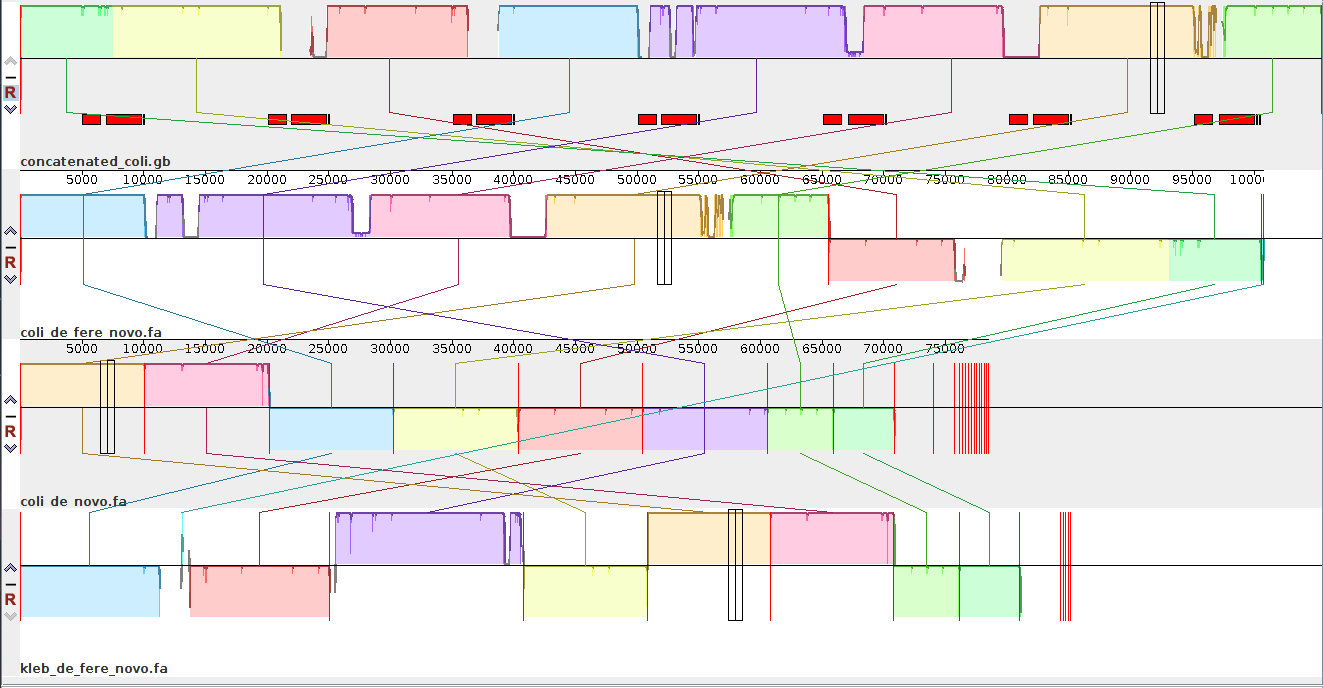 R
concatenated_coli.gb
5000 10000 15000 20000 25000 30000 35000 40000 45000 50000 55000 60000 65000 70000 75000 80000 85000 90000 95000 1000
R
coli_de_fere_novo.fa
5000 10000 15000 20000 25000 30000 35000 40000 45000 50000 55000 60000 65000 70000 75000
R
coli_de_novo.fa
R
kleb_de_fere_novo.fa